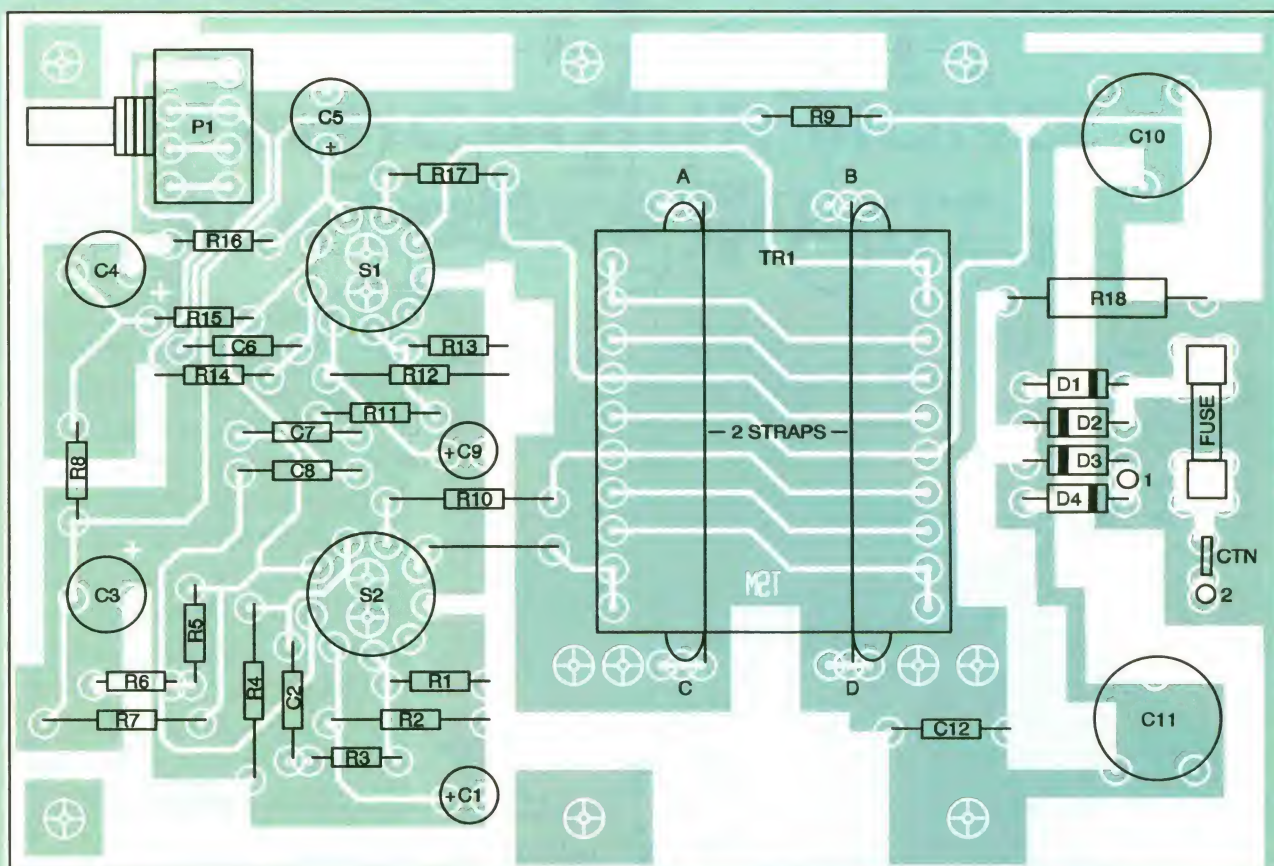 P1
C5
+
R9
C10
R17
A
B
R16
C4
S1
TR1
+
R15
C6
R13
R18
R14
R12
D1
R11
D2
FUSE
C7
2 STRAPS
+C9
R8
C8
D3
1
R10
D4
CTN
+
C3
S2
2
R5
R6
R4
C2
R1
C
D
R7
R2
C12
C11
R3
+C1